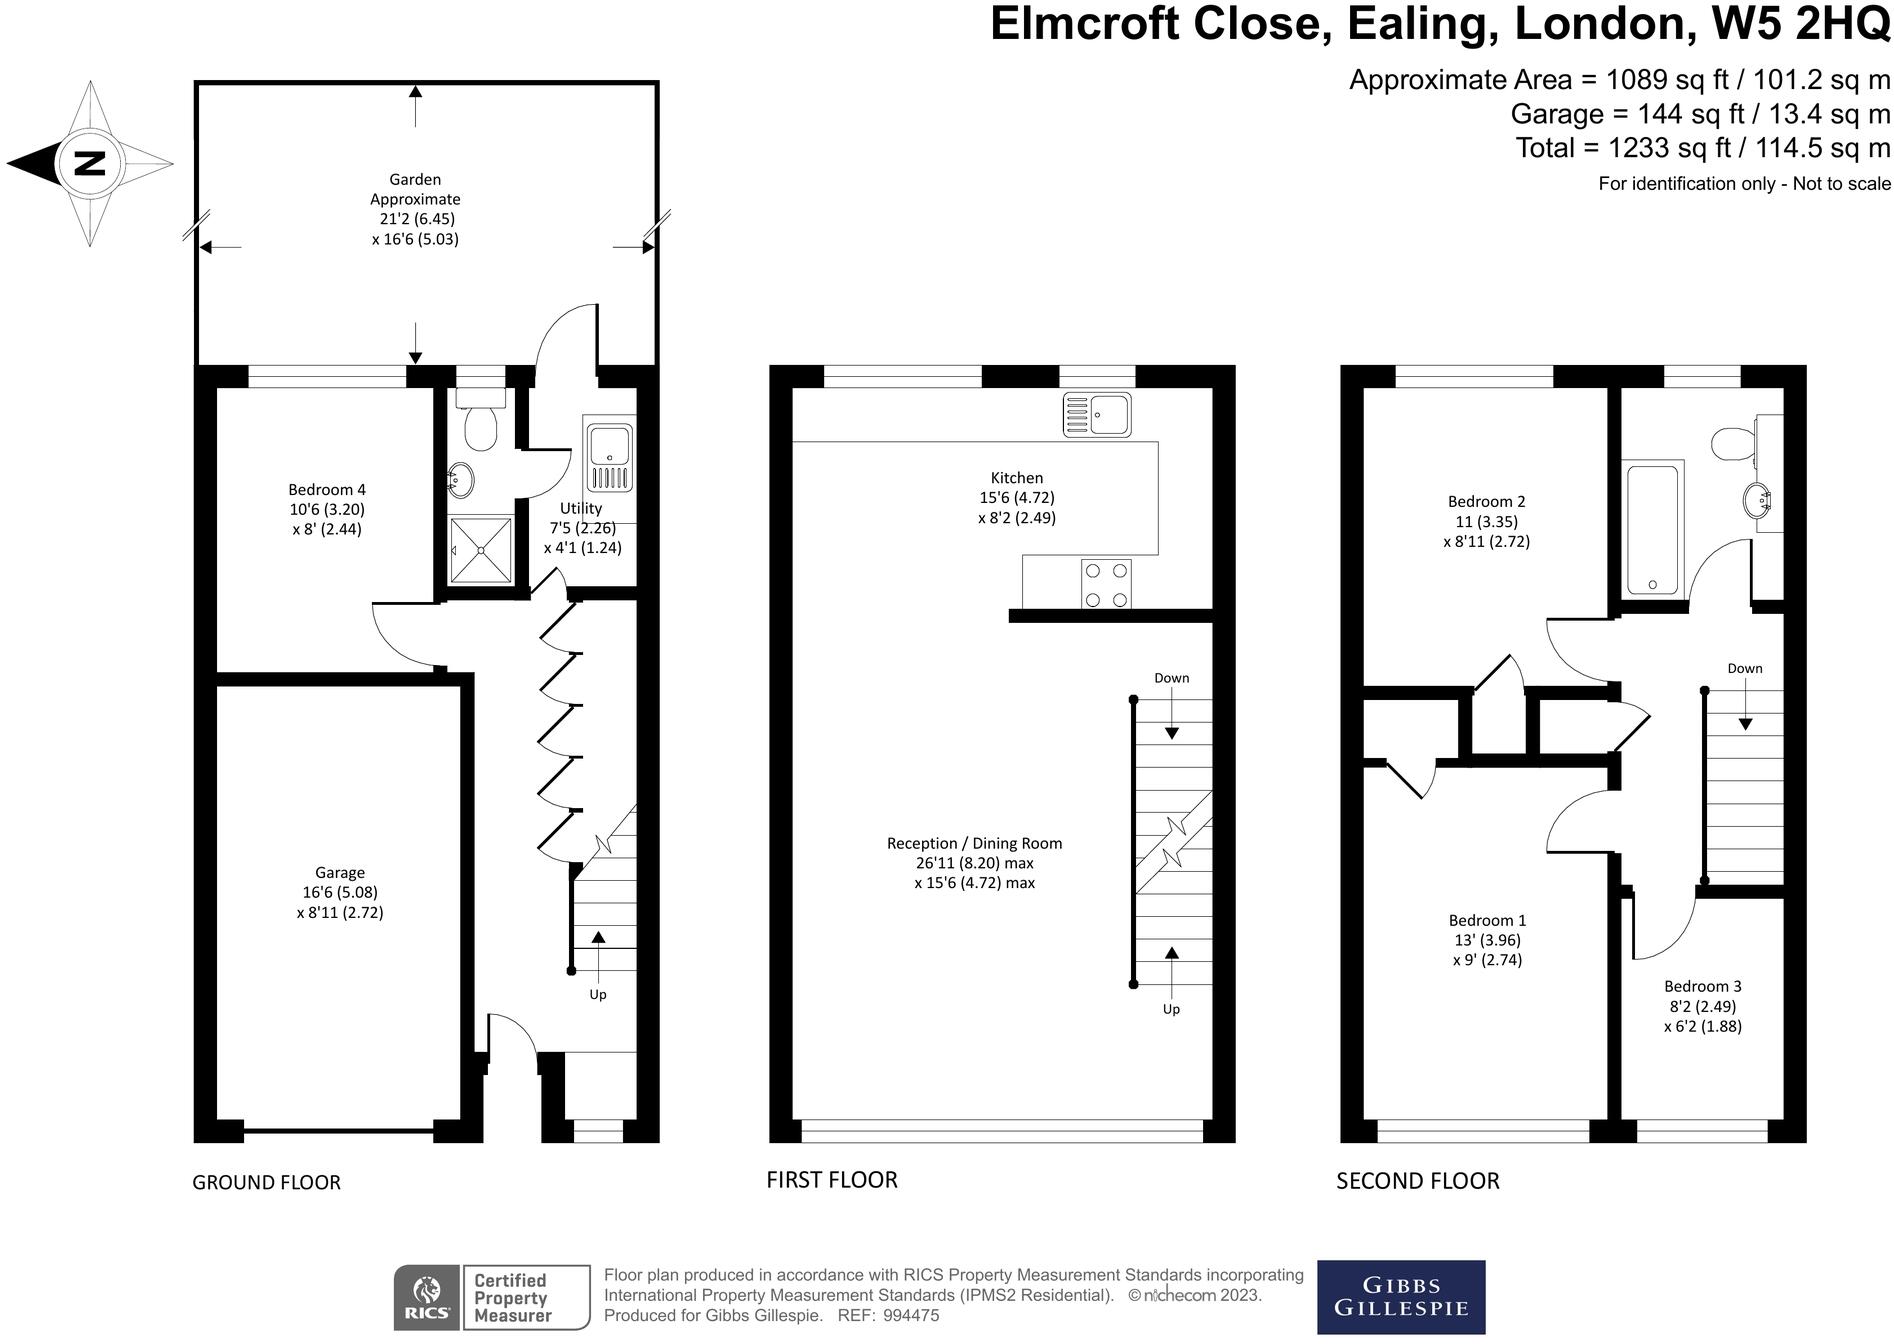 Elmcroft Close, Ealing, London, W5 2HQ
Approximate Area = 1089 sq ft / 101.2 sq m
Garage = 144 sq ft / 13.4 sq m
Total = 1233 sq ft / 114.5 sq m
For identification only - Not to scale
N
Garden
Approximate
21'2 (6.45)
x 16'6 (5.03)
Bedroom 4
10'6 (3.20)
x 8' (2.44)
Utility
7'5 (2.26)
x 4'1 (1.24)
Garage
16'6 (5.08)
x 8'11 (2.72)
Up
GROUND FLOOR
Kitchen
15'6 (4.72)
x 8'2 (2.49)
Down
Reception / Dining Room
26'11 (8.20) max
x 15'6 (4.72) max
Up
FIRST FLOOR
Bedroom 2
11 (3.35)
x 8'11 (2.72)
Down
Bedroom 1
13' (3.96)
x 9' (2.74)
Bedroom 3
8'2 (2.49)
x 6'2 (1.88)
SECOND FLOOR
RICS
Certified
Property
Measurer
Floor plan produced in accordance with RICS Property Measurement Standards incorporating
International Property Measurement Standards (IPMS2 Residential). © nichecom 2023.
Produced for Gibbs Gillespie. REF: 994475
GIBBS
GILLESPIE